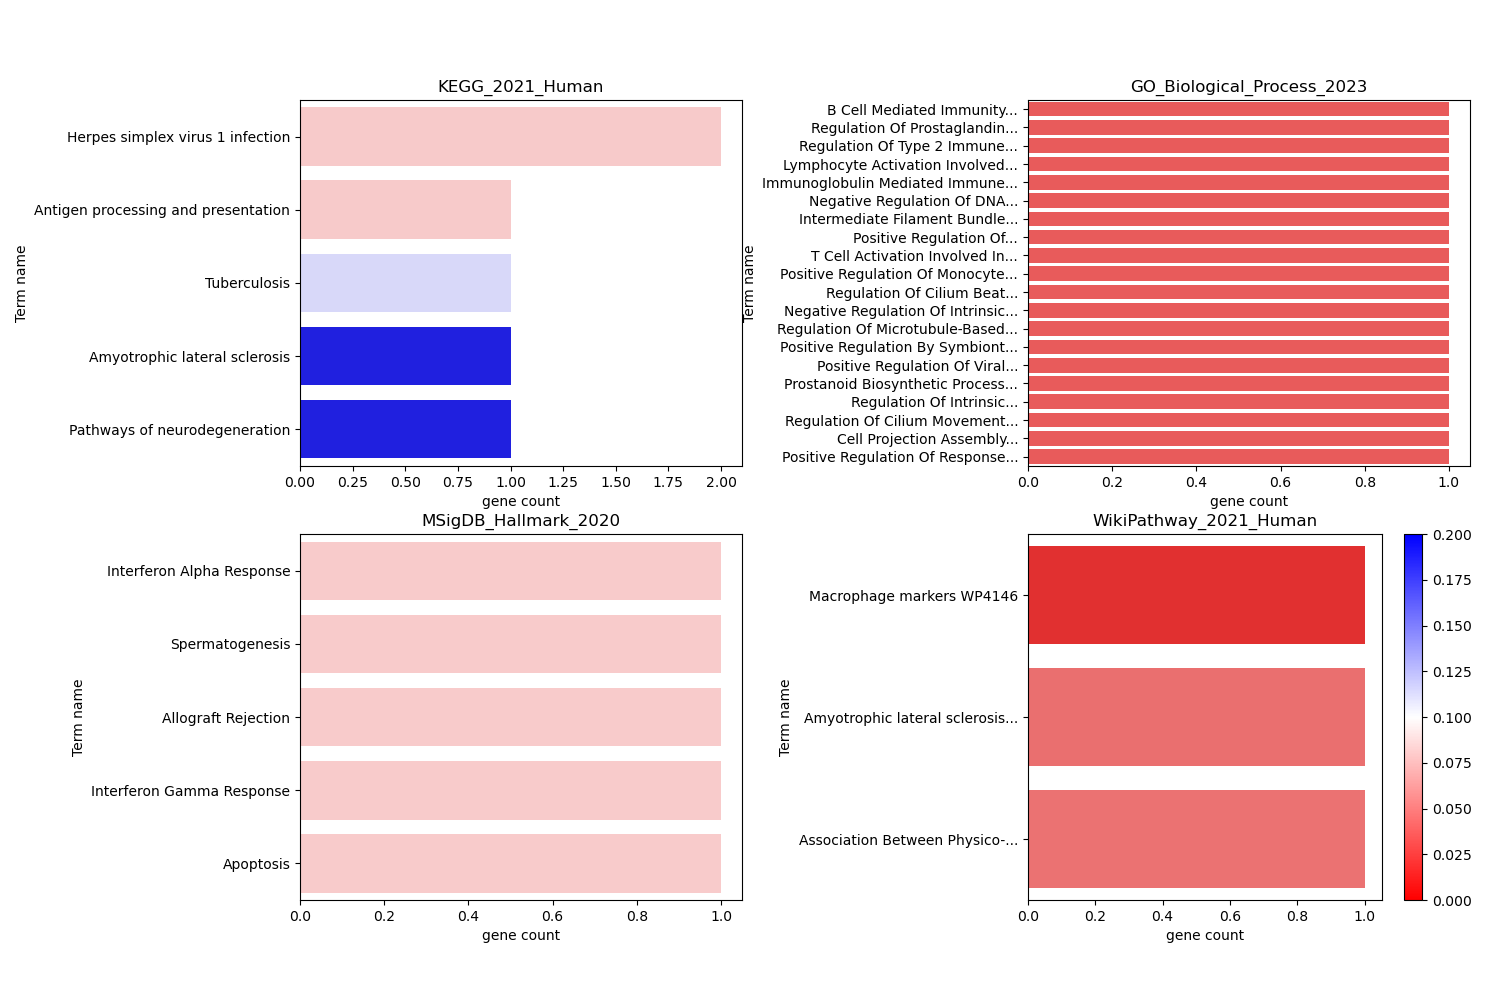 KEGG_2021_Human
Term name
Herpes simplex virus 1 infection
Antigen processing and presentation
Tuberculosis
Amyotrophic lateral sclerosis
Pathways of neurodegeneration
0.00 0.25 0.50 0.75 1.00 1.25 1.50 1.75 2.00
gene count
GO_Biological_Process_2023
Term name
B Cell Mediated Immunity...
Regulation Of Prostaglandin...
Regulation Of Type 2 Immune...
Lymphocyte Activation Involved...
Immunoglobulin Mediated Immune...
Negative Regulation Of DNA...
Intermediate Filament Bundle...
Positive Regulation Of...
T Cell Activation Involved In...
Positive Regulation Of Monocyte...
Regulation Of Cilium Beat...
Negative Regulation Of Intrinsic...
Regulation Of Microtubule-Based...
Positive Regulation By Symbiont...
Positive Regulation Of Viral...
Prostanoid Biosynthetic Process...
Regulation Of Intrinsic...
Regulation Of Cilium Movement...
Cell Projection Assembly...
Positive Regulation Of Response...
0.0 0.2 0.4 0.6 0.8 1.0
gene count
MSigDB_Hallmark_2020
Term name
Interferon Alpha Response
Spermatogenesis
Allograft Rejection
Interferon Gamma Response
Apoptosis
0.0 0.2 0.4 0.6 0.8 1.0
gene count
WikiPathway_2021_Human
Term name
Macrophage markers WP4146
Amyotrophic lateral sclerosis...
Association Between Physico-...
0.0 0.2 0.4 0.6 0.8 1.0
gene count
0.200
0.175
0.150
0.125
0.100
0.075
0.050
0.025
0.000